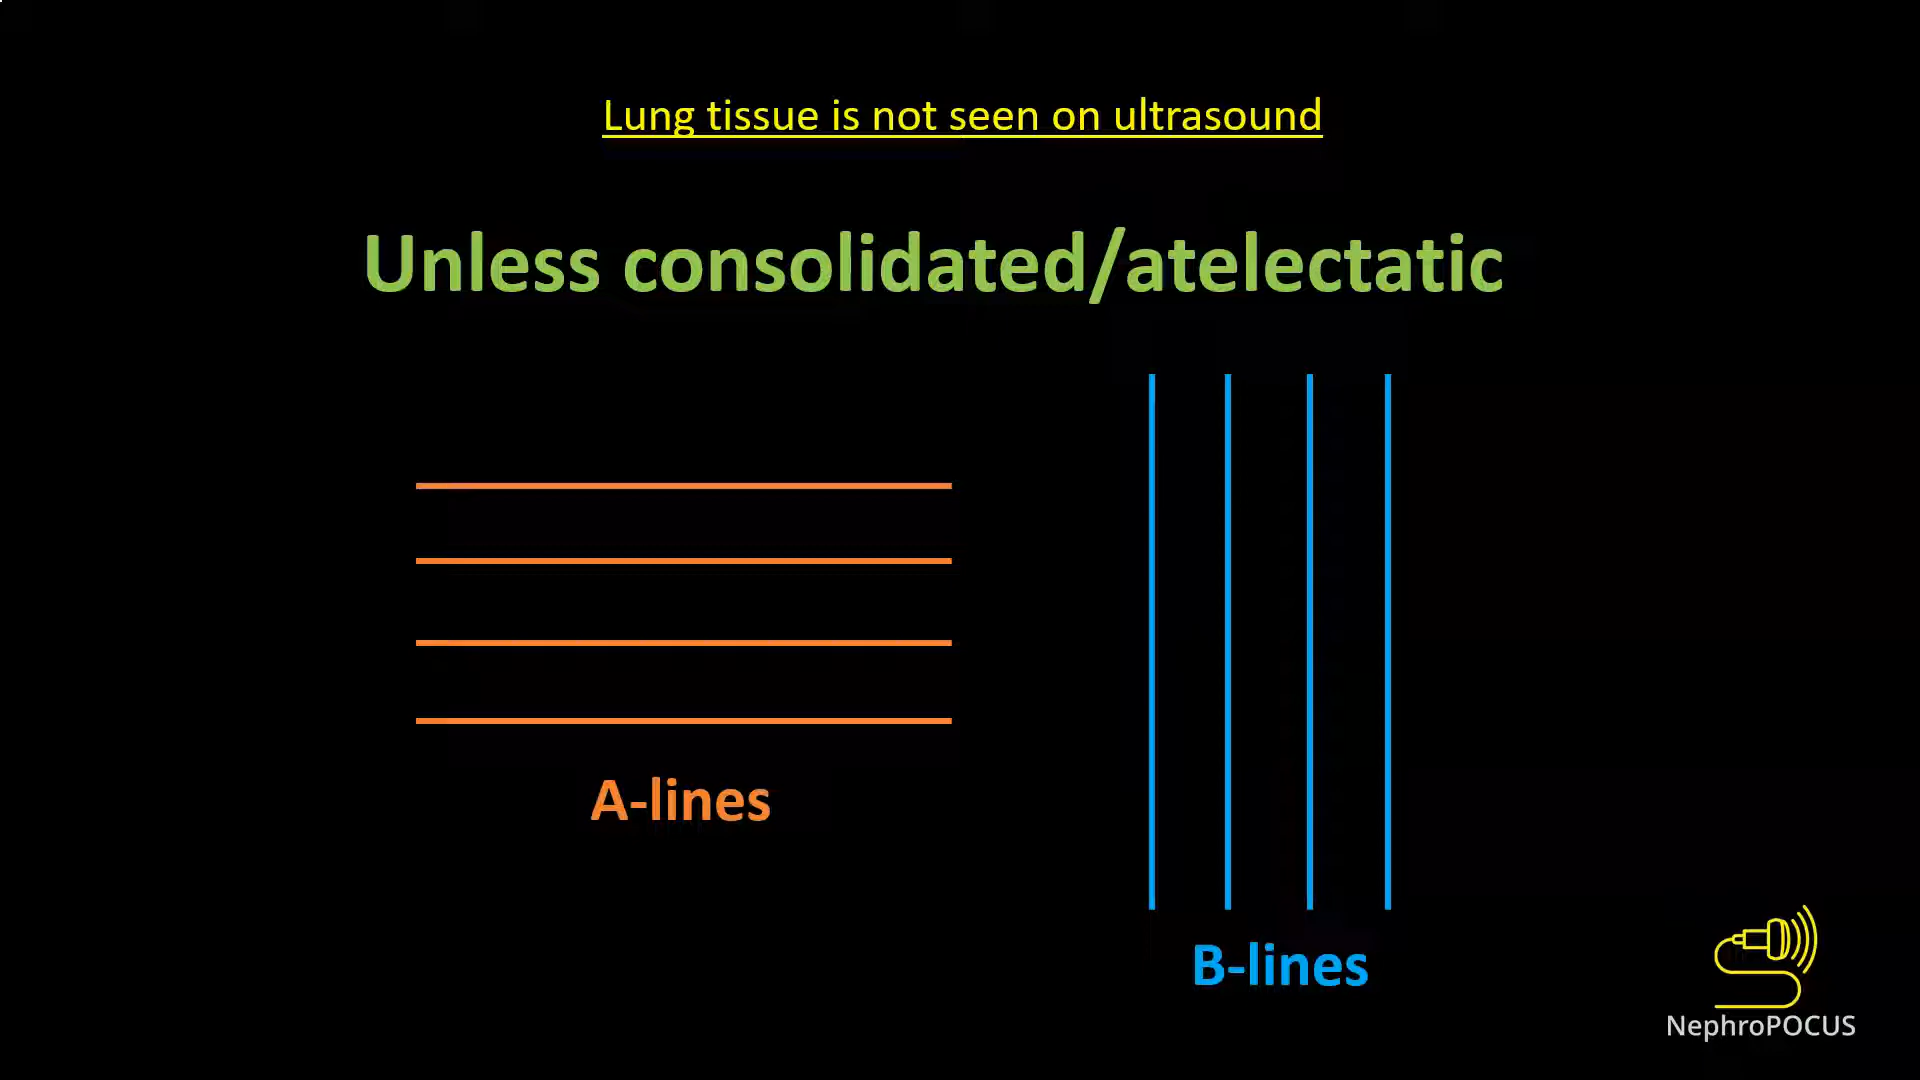 Lung tissue is not seen on ultrasound
Unless consolidated/atelectatic
A-lines
B-lines
NephroPOCUS